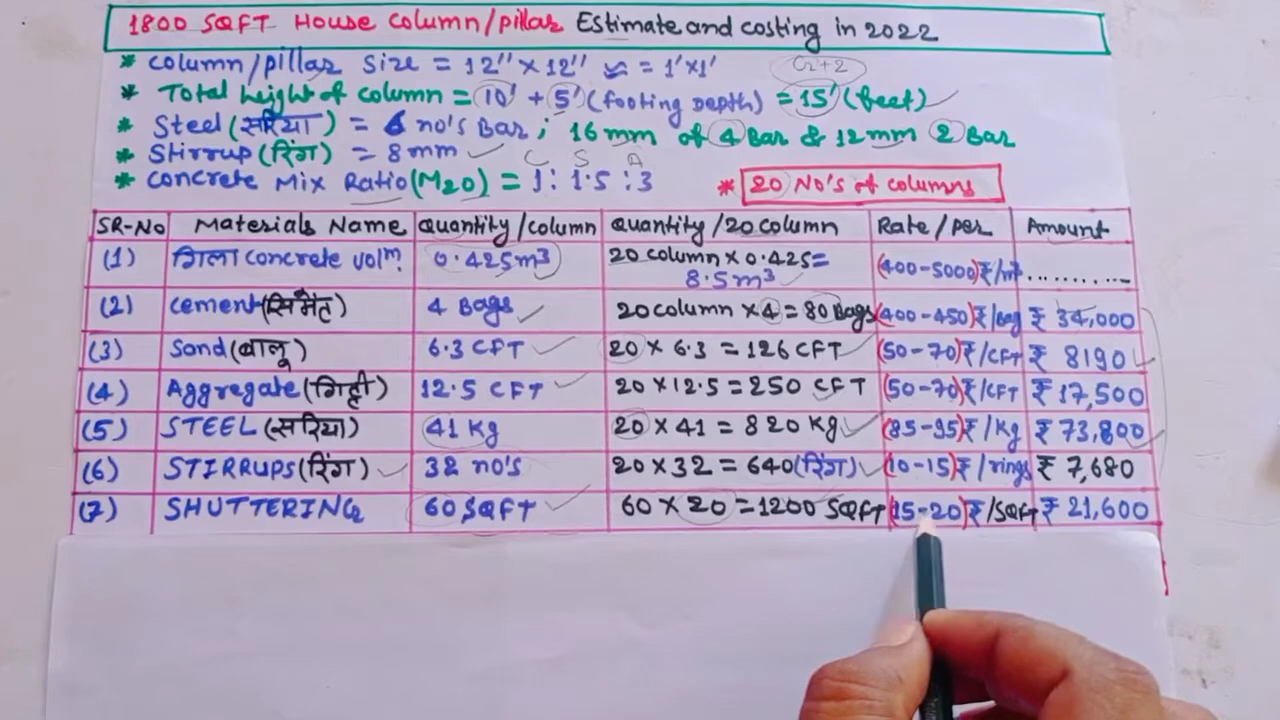 1800 SQFT House column/pillar Estimate and costing in 2022
* column/pillar size = 12" x 12" ≈ = 1' x 1'
* Total height of column = 10' + 5' (footing Depth) = 15' (feet)
* Steel (सरिया) = 6 no's Bar; 16 mm of 4 Bar & 12 mm 2 Bar
* Stirrup (रिंग) = 8 mm
C S A
* concrete Mix Ratio (M20) = 1 : 1.5 : 3 * 20 No's of columns
SR-No Materials Name Quantity/column Quantity/20 column Rate/per Amount
(1) गिला concrete volm. 0.425m³ 20 column x 0.425 = 8.5m³ (400-5000)₹/m³ ............
(2) cement (सिमेंट) 4 Bags 20 column x 4 = 80 Bags (400-450)₹/Bag ₹ 34,000
(3) Sand (बालू) 6.3 CFT 20 x 6.3 = 126 CFT (50-70)₹/CFT ₹ 8190
(4) Aggregate (गिट्टी) 12.5 CFT 20 x 12.5 = 250 CFT (50-70)₹/CFT ₹ 17,500
(5) STEEL (सरिया) 41 Kg 20 x 41 = 820 Kg (85-95)₹/Kg ₹ 73,800
(6) STIRRUPS (रिंग) 32 no's 20 x 32 = 640 (रिंग) (10-15)₹/rings ₹ 7,680
(7) SHUTTERING 60 SQFT 60 x 20 = 1200 SQFT (15-20)₹/SQFT ₹ 21,600